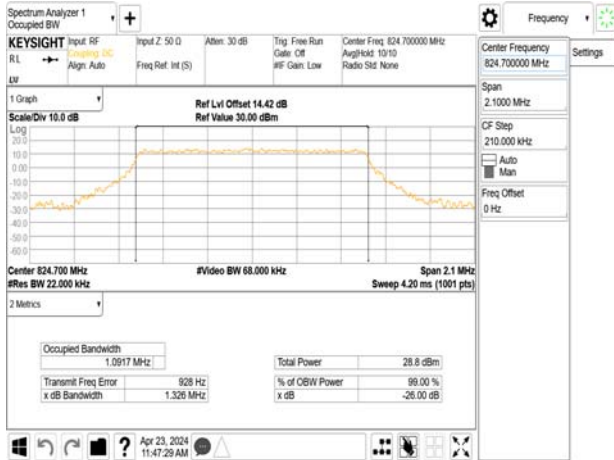 Spectrum Analyzer 1
Occupied BW
Frequency
KEYSIGHT
Input: RF
Coupling: DC
Align: Auto
Input Z: 50 Ω
Freq Ref: Int (S)
Atten: 30 dB
Trig: Free Run
Gate: Off
#IF Gain: Low
Center Freq: 824.700000 MHz
Avg|Hold: 10/10
Radio Std: None
RL
Center Frequency
824.700000 MHz
Settings
Span
2.1000 MHz
CF Step
210.000 kHz
Auto
Man
Freq Offset
0 Hz
1 Graph
Scale/Div 10.0 dB
Ref Lvl Offset 14.42 dB
Ref Value 30.00 dBm
Log
20.0
10.0
0.00
-10.0
-20.0
-30.0
-40.0
-50.0
-60.0
Center 824.700 MHz
#Video BW 68.000 kHz
Span 2.1 MHz
#Res BW 22.000 kHz
Sweep 4.20 ms (1001 pts)
2 Metrics
Occupied Bandwidth
1.0917 MHz
Total Power
28.8 dBm
Transmit Freq Error
928 Hz
% of OBW Power
99.00 %
x dB Bandwidth
1.326 MHz
x dB
-26.00 dB
Apr 23, 2024
11:47:29 AM